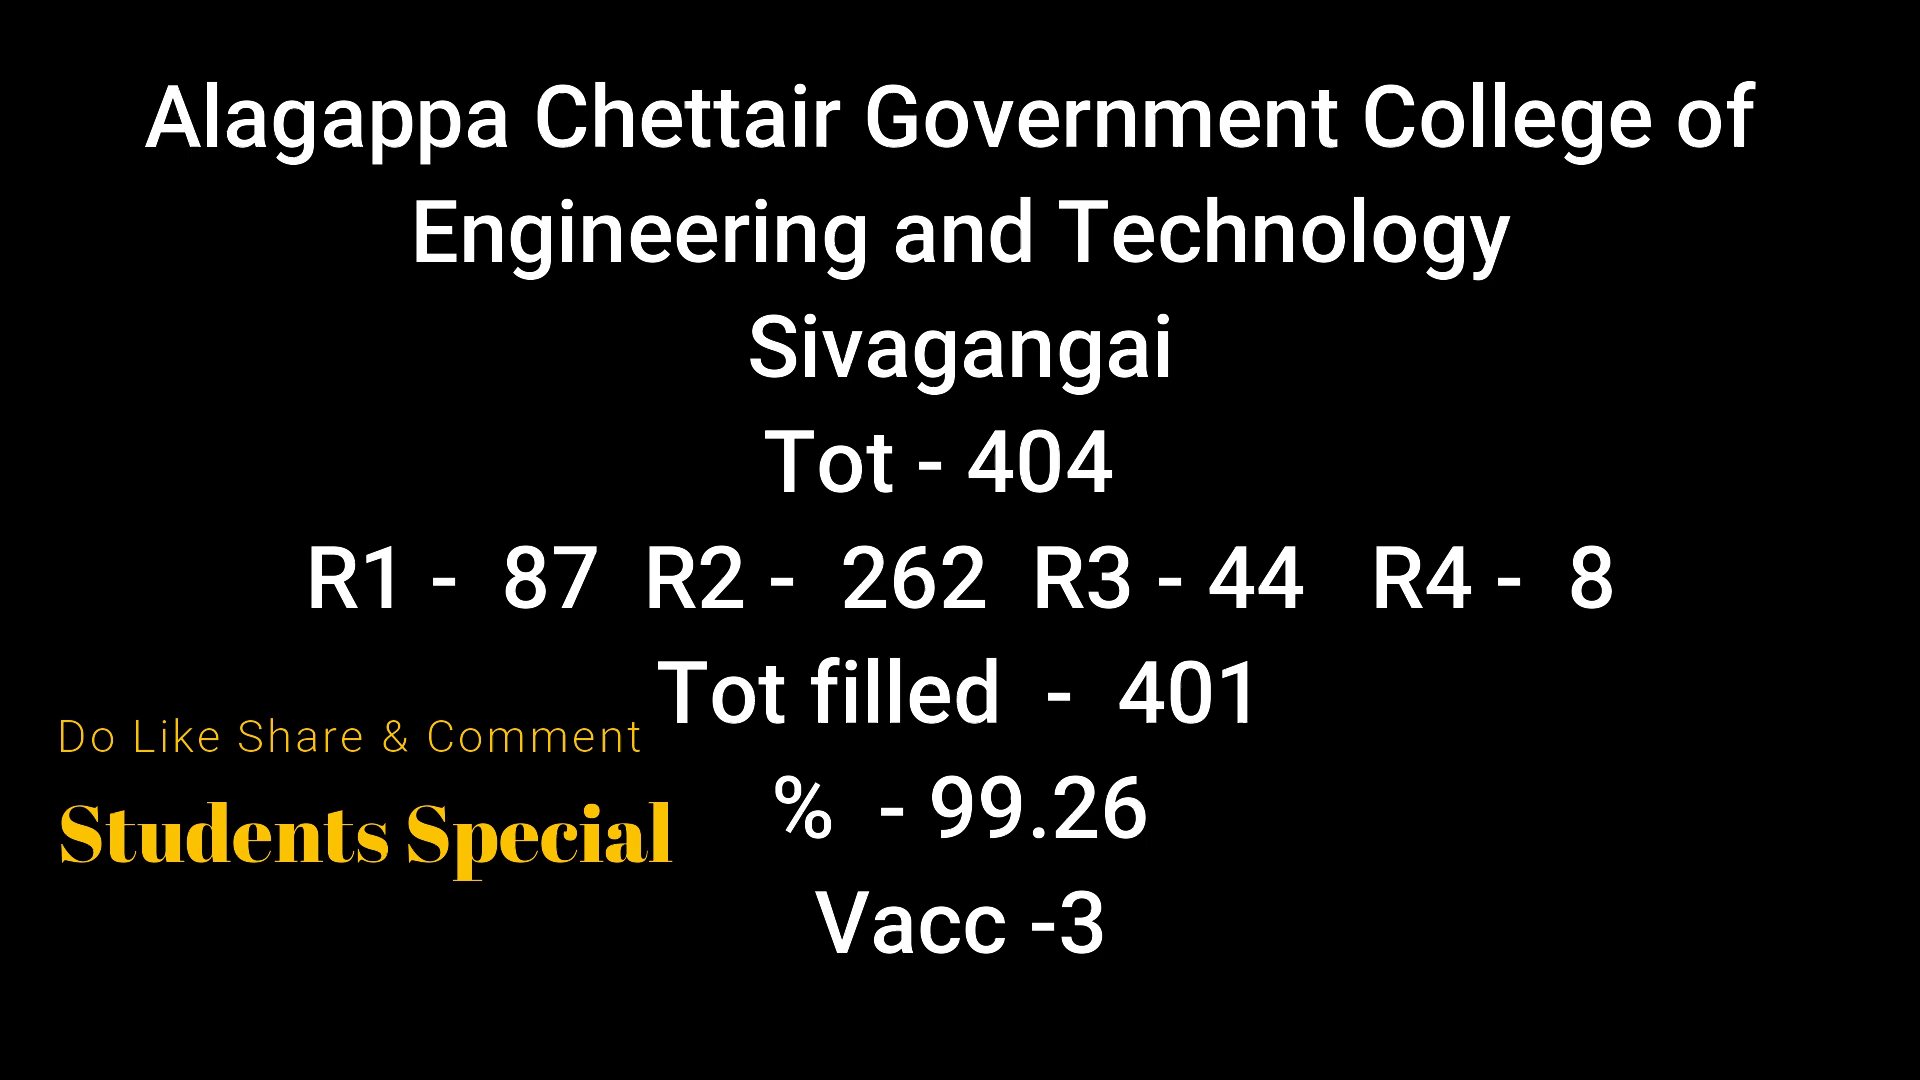 Alagappa Chettair Government College of
Engineering and Technology
Sivagangai
Tot - 404
R1 - 87 R2 - 262 R3 - 44 R4 - 8
Tot filled - 401
Do Like Share & Comment
% - 99.26
Students Special
Vacc -3